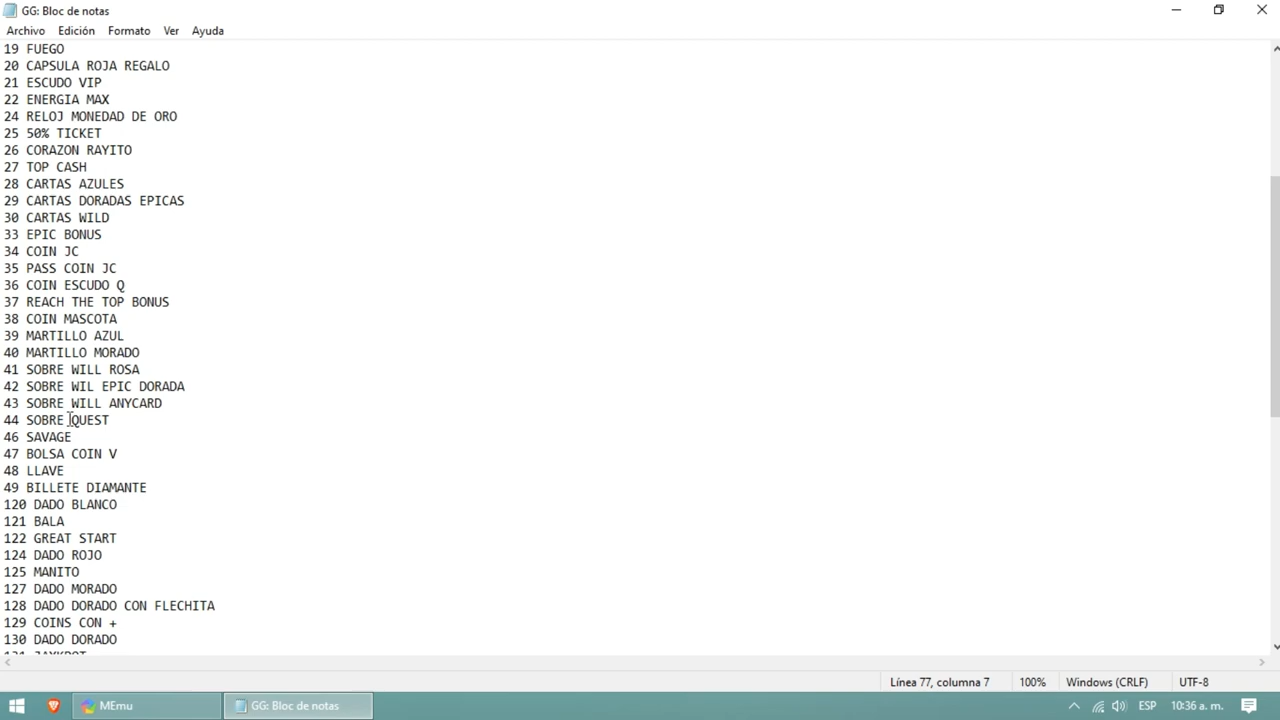 GG: Bloc de notas
Archivo Edición Formato Ver Ayuda
19 FUEGO
20 CAPSULA ROJA REGALO
21 ESCUDO VIP
22 ENERGIA MAX
24 RELOJ MONEDAD DE ORO
25 50% TICKET
26 CORAZON RAYITO
27 TOP CASH
28 CARTAS AZULES
29 CARTAS DORADAS EPICAS
30 CARTAS WILD
33 EPIC BONUS
34 COIN JC
35 PASS COIN JC
36 COIN ESCUDO Q
37 REACH THE TOP BONUS
38 COIN MASCOTA
39 MARTILLO AZUL
40 MARTILLO MORADO
41 SOBRE WILL ROSA
42 SOBRE WIL EPIC DORADA
43 SOBRE WILL ANYCARD
44 SOBRE QUEST
46 SAVAGE
47 BOLSA COIN V
48 LLAVE
49 BILLETE DIAMANTE
120 DADO BLANCO
121 BALA
122 GREAT START
124 DADO ROJO
125 MANITO
127 DADO MORADO
128 DADO DORADO CON FLECHITA
129 COINS CON +
130 DADO DORADO
Línea 77, columna 7 100% Windows (CRLF) UTF-8
MEmu GG: Bloc de notas ESP 10:36 a. m.